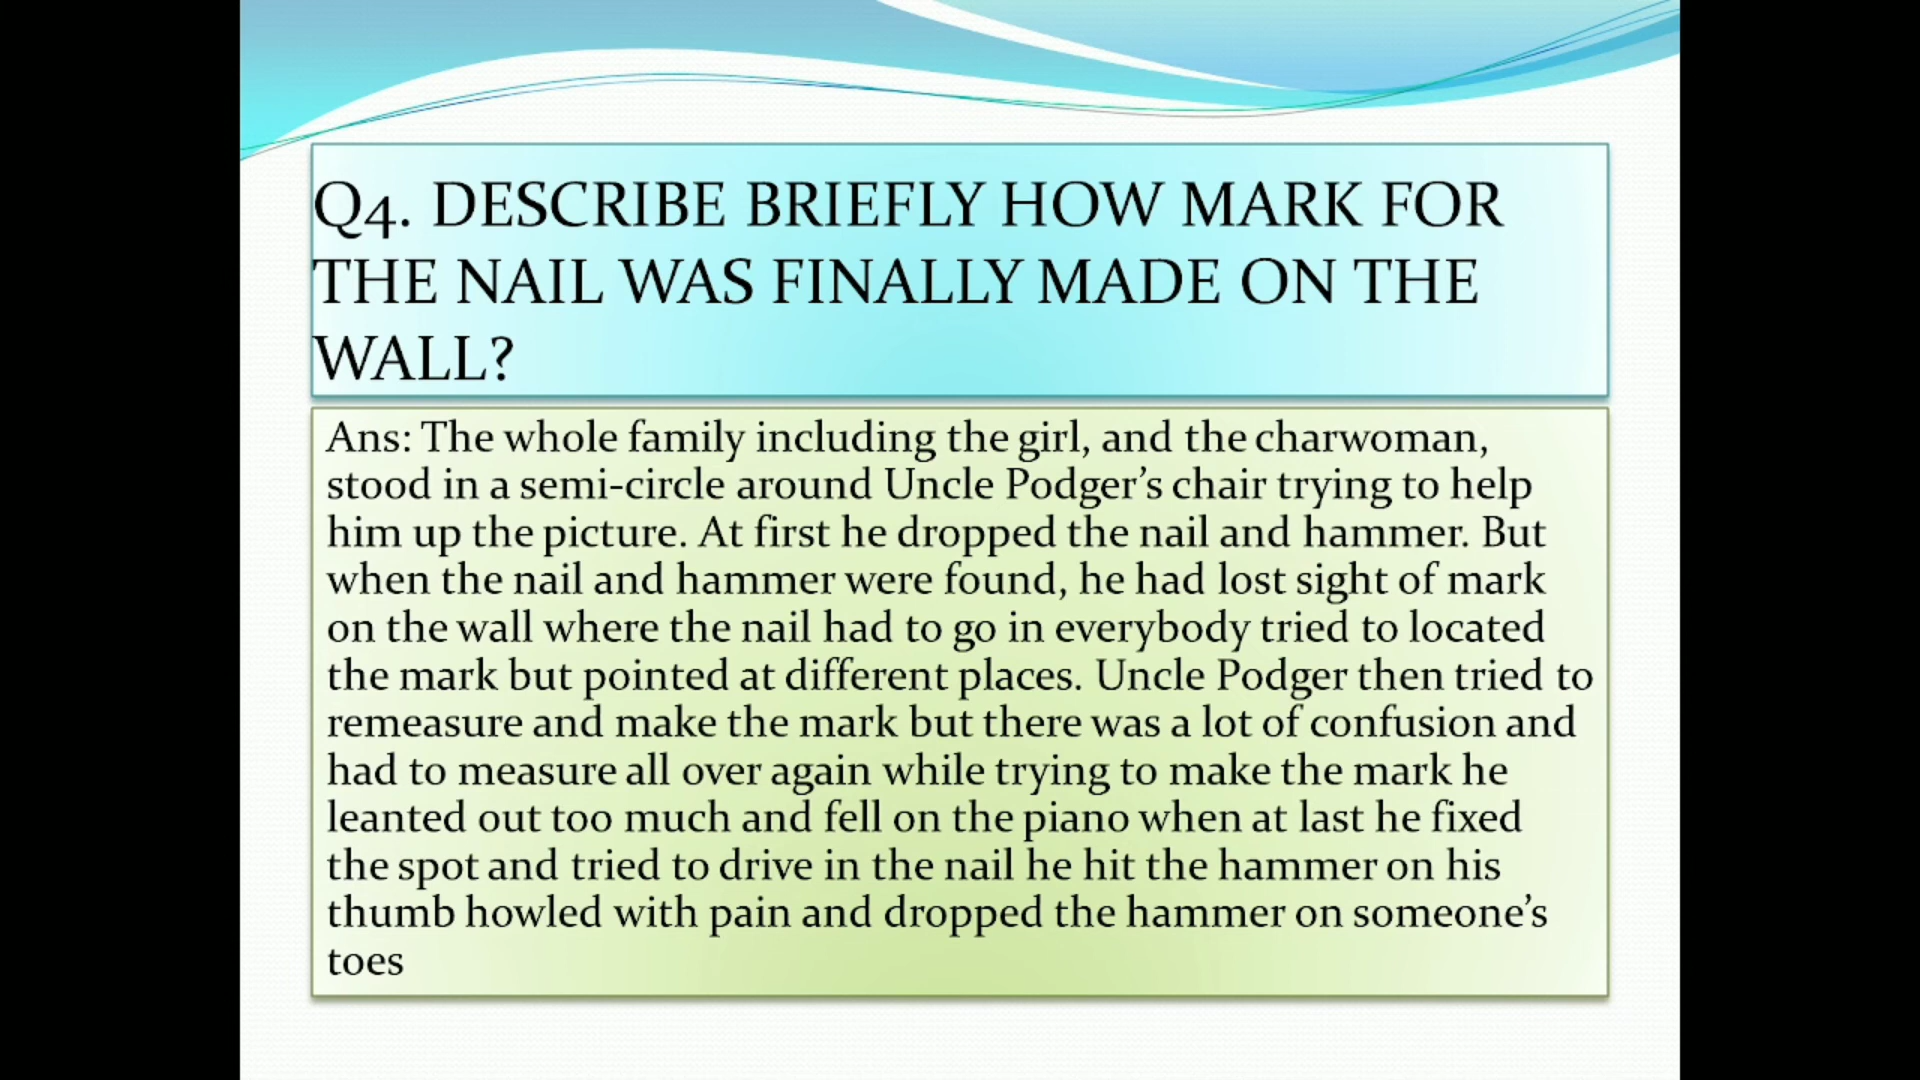 Q4. DESCRIBE BRIEFLY HOW MARK FOR
THE NAIL WAS FINALLY MADE ON THE
WALL?
Ans: The whole family including the girl, and the charwoman,
stood in a semi-circle around Uncle Podger’s chair trying to help
him up the picture. At first he dropped the nail and hammer. But
when the nail and hammer were found, he had lost sight of mark
on the wall where the nail had to go in everybody tried to located
the mark but pointed at different places. Uncle Podger then tried to
remeasure and make the mark but there was a lot of confusion and
had to measure all over again while trying to make the mark he
leanted out too much and fell on the piano when at last he fixed
the spot and tried to drive in the nail he hit the hammer on his
thumb howled with pain and dropped the hammer on someone’s
toes